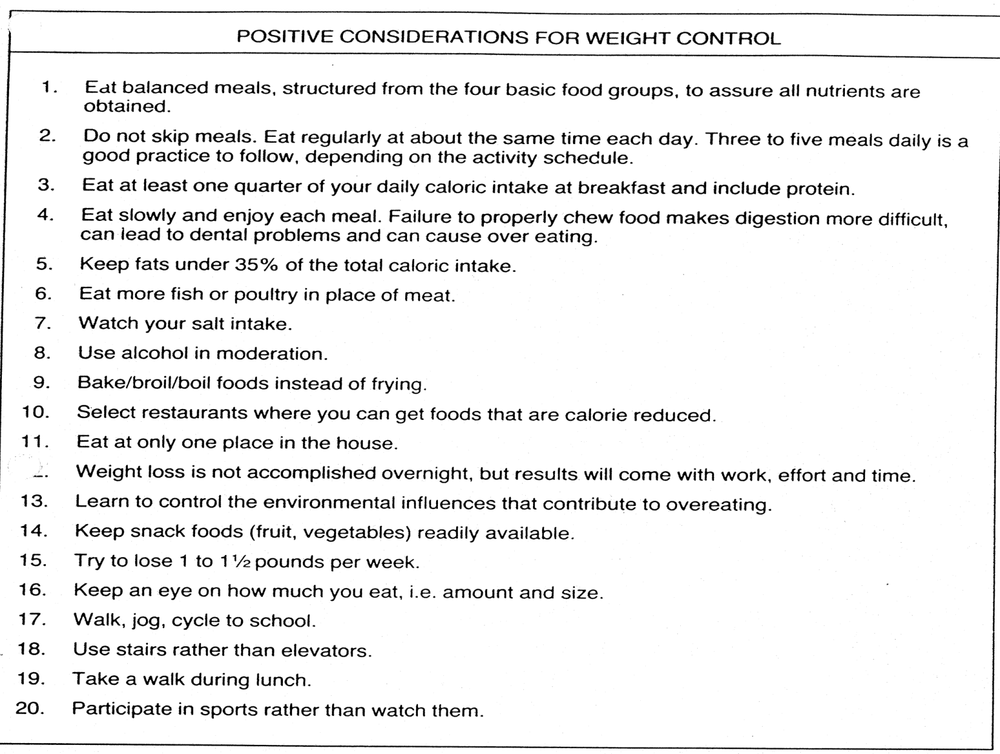 POSITIVE CONSIDERATIONS FOR WEIGHT CONTROL
1. Eat balanced meals, structured from the four basic food groups, to assure all nutrients are
obtained.
2. Do not skip meals. Eat regularly at about the same time each day. Three to five meals daily is a
good practice to follow, depending on the activity schedule.
3. Eat at least one quarter of your daily caloric intake at breakfast and include protein.
4. Eat slowly and enjoy each meal. Failure to properly chew food makes digestion more difficult,
can lead to dental problems and can cause over eating.
5. Keep fats under 35% of the total caloric intake.
6. Eat more fish or poultry in place of meat.
7. Watch your salt intake.
8. Use alcohol in moderation.
9. Bake/broil/boil foods instead of frying.
10. Select restaurants where you can get foods that are calorie reduced.
11. Eat at only one place in the house.
2. Weight loss is not accomplished overnight, but results will come with work, effort and time.
13. Learn to control the environmental influences that contribute to overeating.
14. Keep snack foods (fruit, vegetables) readily available.
15. Try to lose 1 to 1½ pounds per week.
16. Keep an eye on how much you eat, i.e. amount and size.
17. Walk, jog, cycle to school.
18. Use stairs rather than elevators.
19. Take a walk during lunch.
20. Participate in sports rather than watch them.